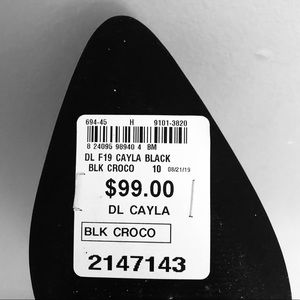 694-45 H 9101-3820
8 24095 98940 4 BM
DL F19 CAYLA BLACK
BLK CROCO 10 08/21/19
$99.00
DL CAYLA
BLK CROCO
2147143